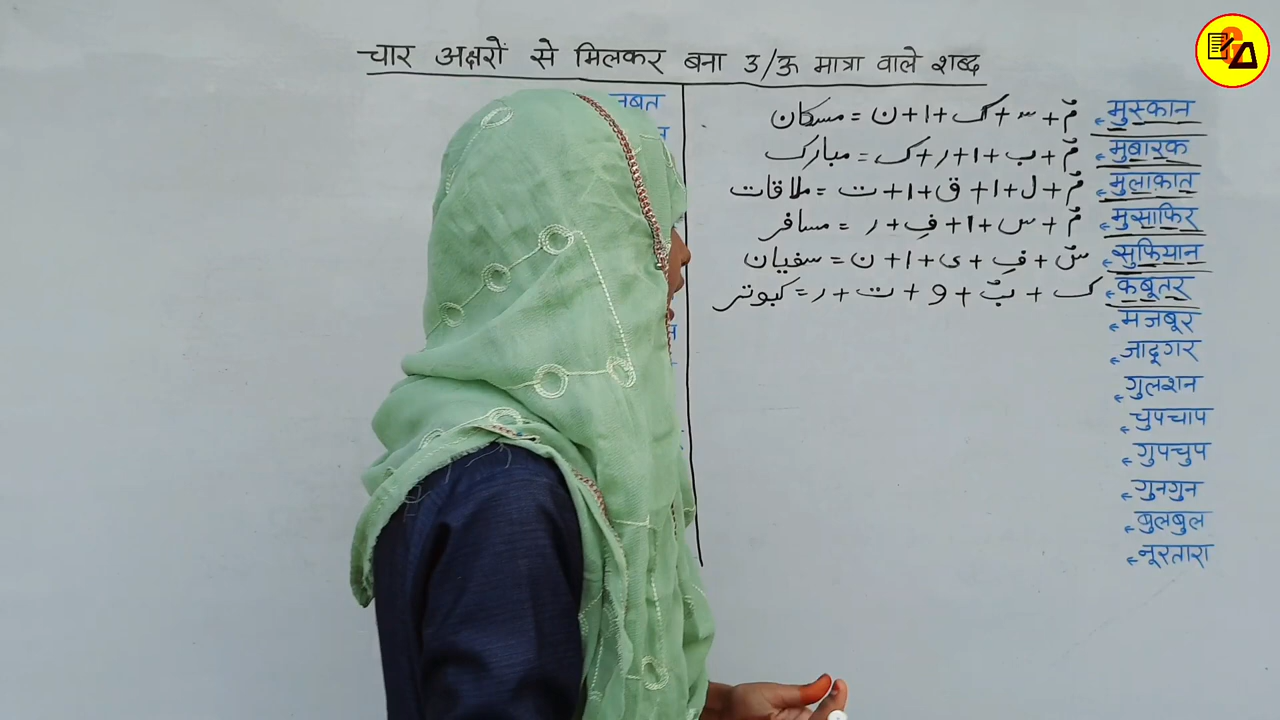 चार अक्षरों से मिलकर बना उ/ऊ मात्रा वाले शब्द
मुस्कान ← مُ + سـ + ک + ا + ن = مسکان
मुबारक ← مُ + ب + ا + ر + ک = مبارک
मुलाक़ात ← مُ + ل + ا + ق + ا + ت = ملاقات
मुसाफिर ← مُ + س + ا + فِ + ر = مسافر
सुफियान ← سُ + فِ + ی + ا + ن = سفیان
कबूतर ← ک + بُ + و + ت + ر = کبوتر
मजबूर ←
जादूगर ←
गुलशन ←
चुपचाप ←
गुपचुप ←
गुनगुन ←
बुलबुल ←
नूरतारा ←